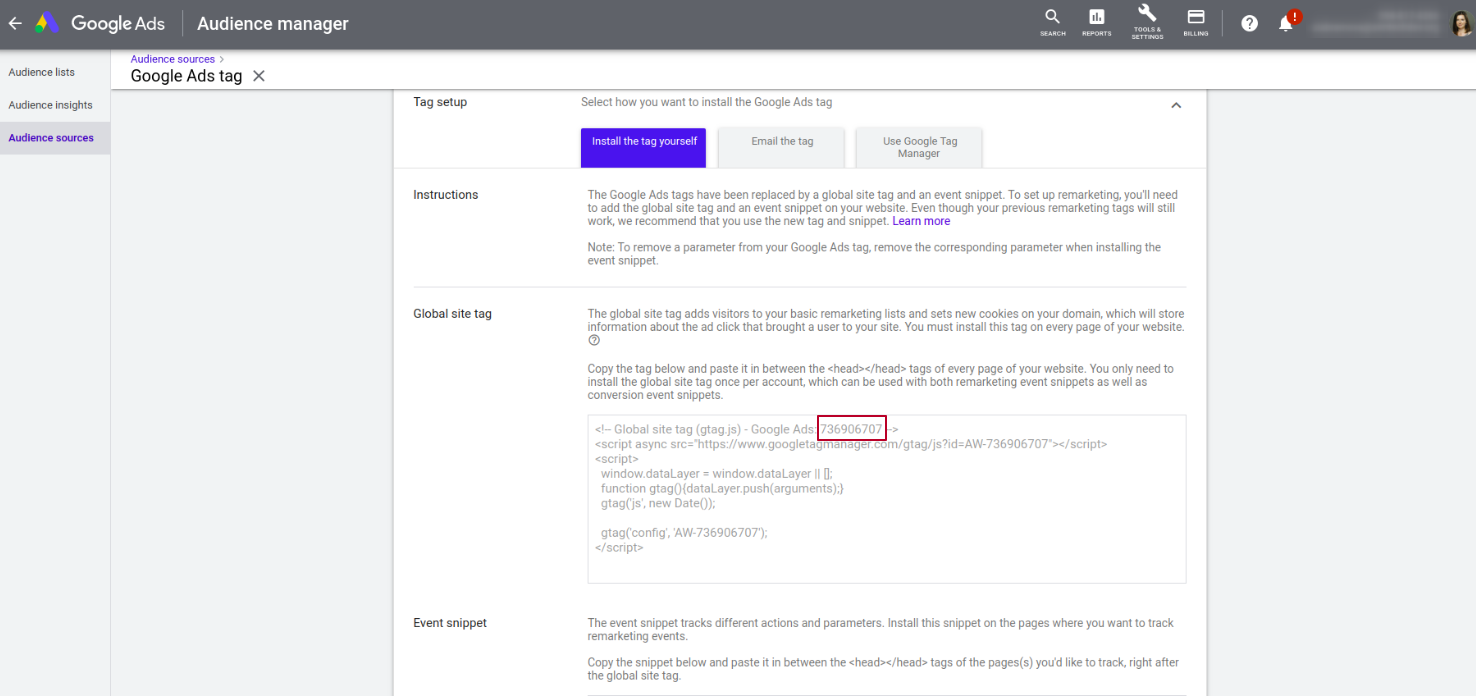 Google Ads
Audience manager
SEARCH
REPORTS
TOOLS &
SETTINGS
BILLING
!
Audience lists
Audience insights
Audience sources
Audience sources >
Google Ads tag
Tag setup
Select how you want to install the Google Ads tag
Install the tag yourself
Email the tag
Use Google Tag
Manager
Instructions
The Google Ads tags have been replaced by a global site tag and an event snippet. To set up remarketing, you'll need
to add the global site tag and an event snippet on your website. Even though your previous remarketing tags will still
work, we recommend that you use the new tag and snippet. Learn more
Note: To remove a parameter from your Google Ads tag, remove the corresponding parameter when installing the
event snippet.
Global site tag
The global site tag adds visitors to your basic remarketing lists and sets new cookies on your domain, which will store
information about the ad click that brought a user to your site. You must install this tag on every page of your website.
Copy the tag below and paste it in between the <head></head> tags of every page of your website. You only need to
install the global site tag once per account, which can be used with both remarketing event snippets as well as
conversion event snippets.
<!-- Global site tag (gtag.js) - Google Ads: 736906707 -->
<script async src="https://www.googletagmanager.com/gtag/js?id=AW-736906707"></script>
<script>
window.dataLayer = window.dataLayer || [];
function gtag(){dataLayer.push(arguments);}
gtag('js', new Date());
gtag('config', 'AW-736906707');
</script>
Event snippet
The event snippet tracks different actions and parameters. Install this snippet on the pages where you want to track
remarketing events.
Copy the snippet below and paste it in between the <head></head> tags of the pages(s) you'd like to track, right after
the global site tag.